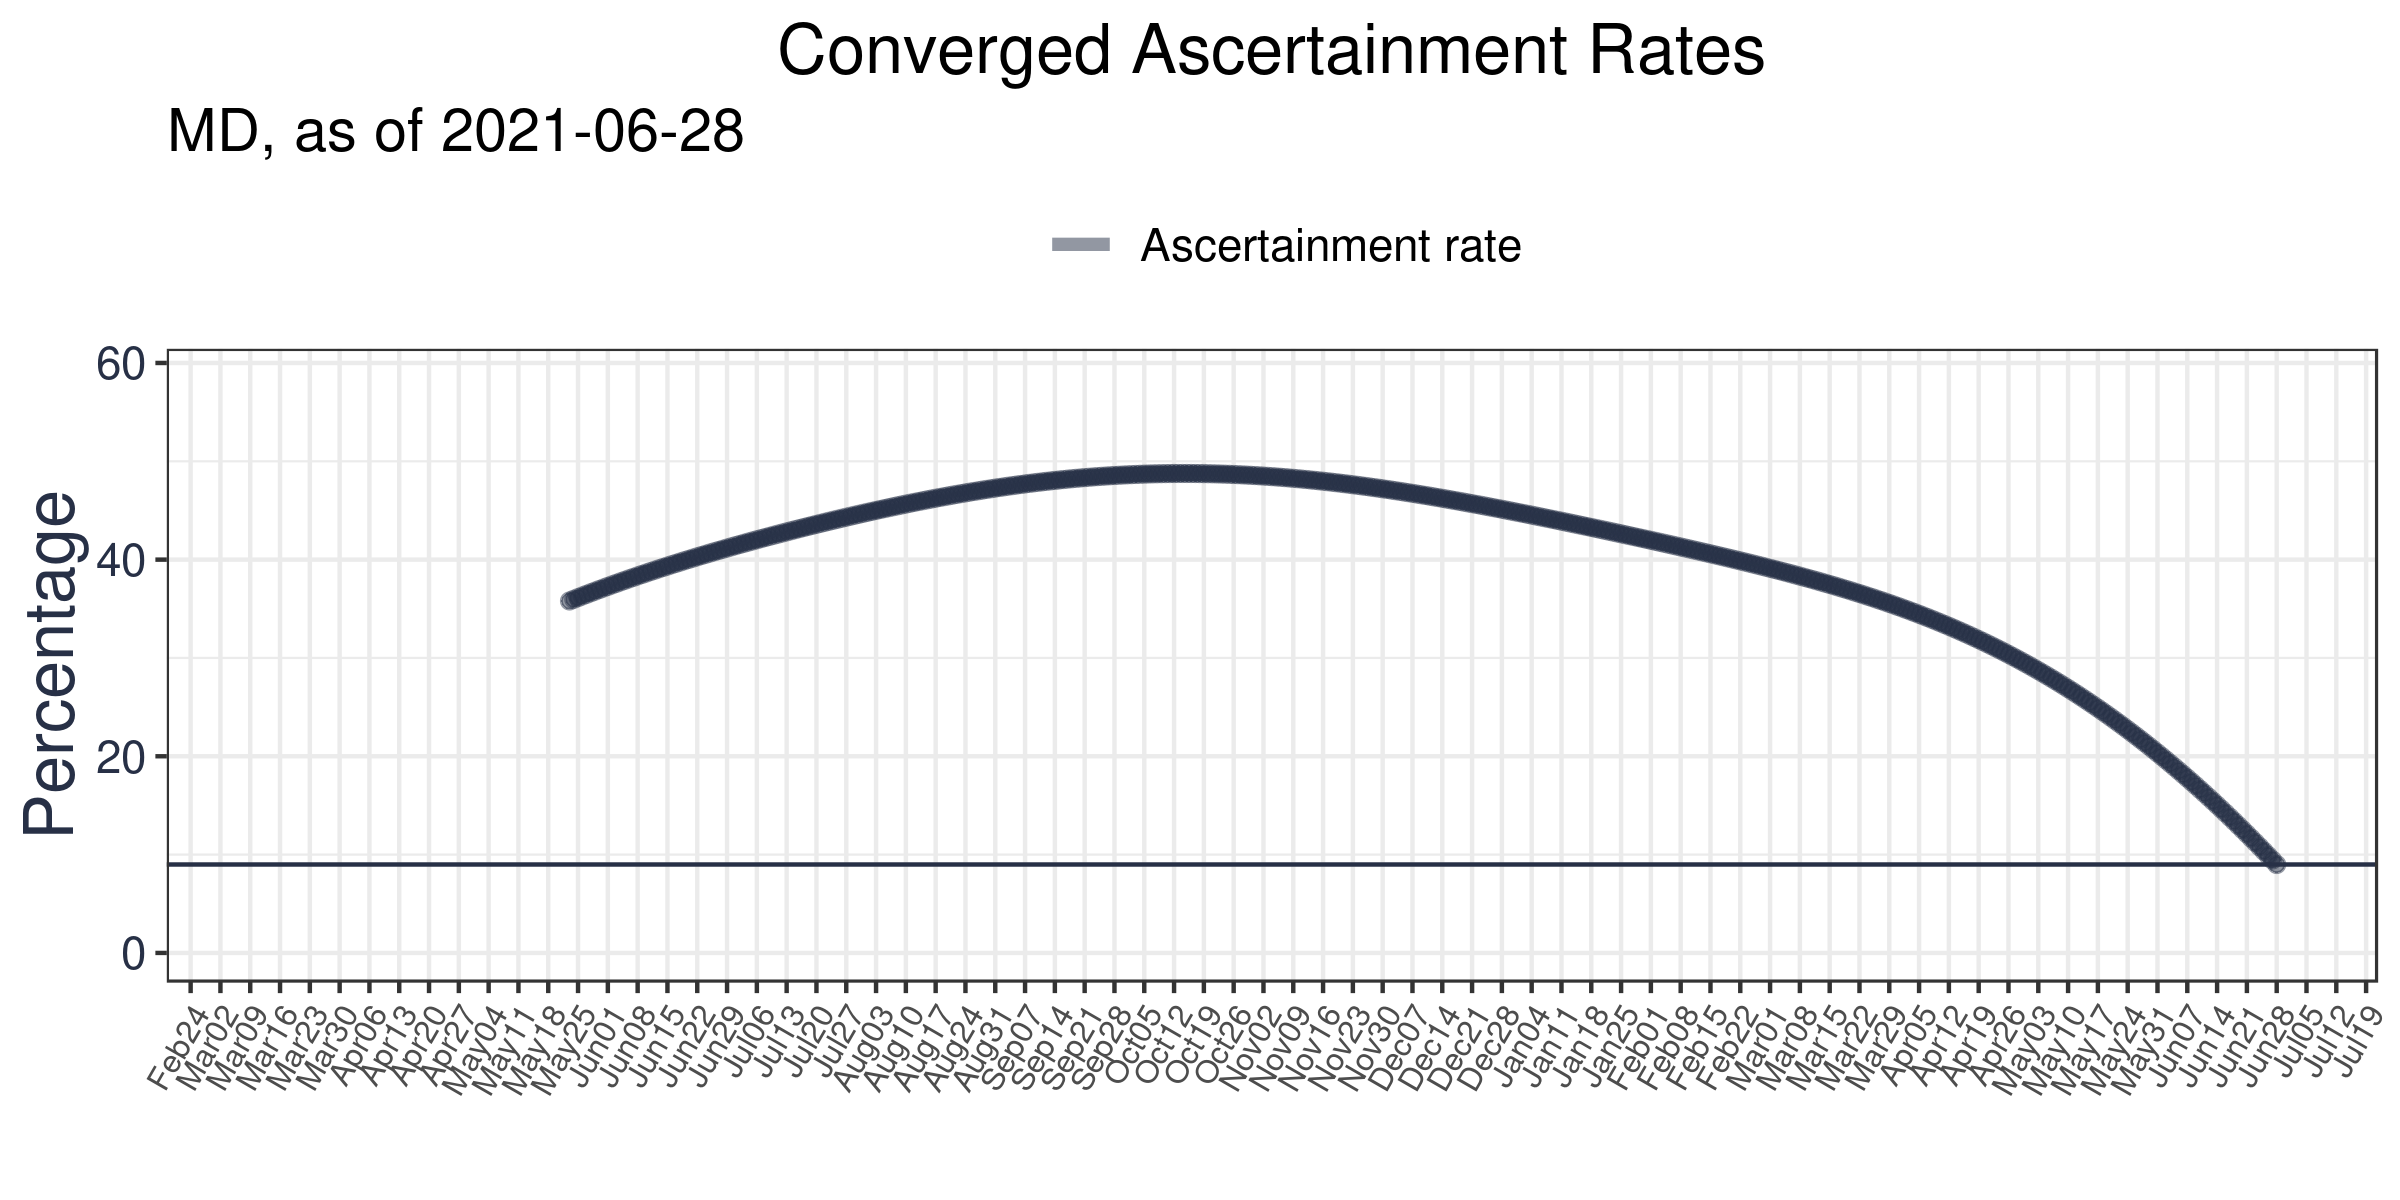 Converged Ascertainment Rates
MD, as of 2021-06-28
Ascertainment rate
Percentage
60
40
20
0
Feb24
Mar02
Mar09
Mar16
Mar23
Mar30
Apr06
Apr13
Apr20
Apr27
May04
May11
May18
May25
Jun01
Jun08
Jun15
Jun22
Jun29
Jul06
Jul13
Jul20
Jul27
Aug03
Aug10
Aug17
Aug24
Aug31
Sep07
Sep14
Sep21
Sep28
Oct05
Oct12
Oct19
Oct26
Nov02
Nov09
Nov16
Nov23
Nov30
Dec07
Dec14
Dec21
Dec28
Jan04
Jan11
Jan18
Jan25
Feb01
Feb08
Feb15
Feb22
Mar01
Mar08
Mar15
Mar22
Mar29
Apr05
Apr12
Apr19
Apr26
May03
May10
May17
May24
May31
Jun07
Jun14
Jun21
Jun28
Jul05
Jul12
Jul19